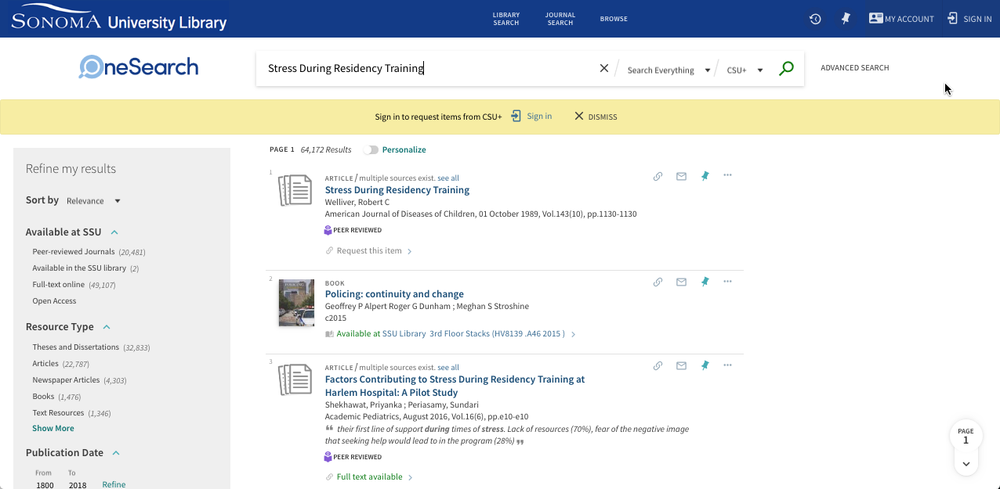 SONOMA University Library
LIBRARY SEARCH
JOURNAL SEARCH
BROWSE
MY ACCOUNT
SIGN IN
OneSearch
Stress During Residency Training
Search Everything
CSU+
ADVANCED SEARCH
Sign in to request items from CSU+ Sign in DISMISS
Refine my results
Sort by Relevance
Available at SSU
Peer-reviewed Journals (20,481)
Available in the SSU library (2)
Full-text online (49,107)
Open Access
Resource Type
Theses and Dissertations (32,833)
Articles (22,787)
Newspaper Articles (4,303)
Books (1,476)
Text Resources (1,346)
Show More
Publication Date
From To
1800 2018 Refine
PAGE 1 64,172 Results Personalize
1
ARTICLE / multiple sources exist. see all
Stress During Residency Training
Welliver, Robert C
American Journal of Diseases of Children, 01 October 1989, Vol.143(10), pp.1130-1130
PEER REVIEWED
Request this item
2
BOOK
Policing: continuity and change
Geoffrey P Alpert Roger G Dunham ; Meghan S Stroshine
c2015
Available at SSU Library 3rd Floor Stacks (HV8139 .A46 2015 )
3
ARTICLE / multiple sources exist. see all
Factors Contributing to Stress During Residency Training at
Harlem Hospital: A Pilot Study
Shekhawat, Priyanka ; Periasamy, Sundari
Academic Pediatrics, August 2016, Vol.16(6), pp.e10-e10
❝ their first line of support during times of stress. Lack of resources (70%), fear of the negative image
that seeking help would lead to in the program (28%) ❞
PEER REVIEWED
Full text available
PAGE
1